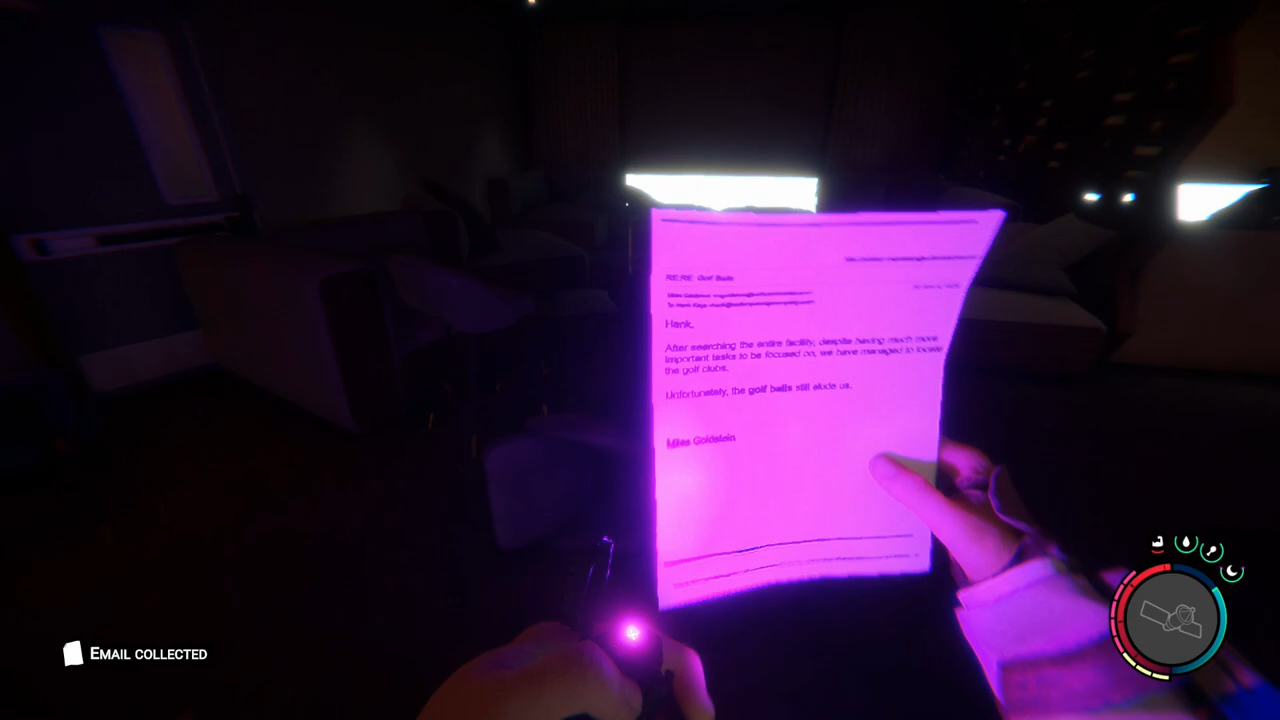 RE:RE: Golf Balls
Hank,
After searching the entire facility, despite having much more
important tasks to be focused on, we have managed to locate
the golf clubs.
Unfortunately, the golf balls still elude us.
Miles Goldstein
EMAIL COLLECTED